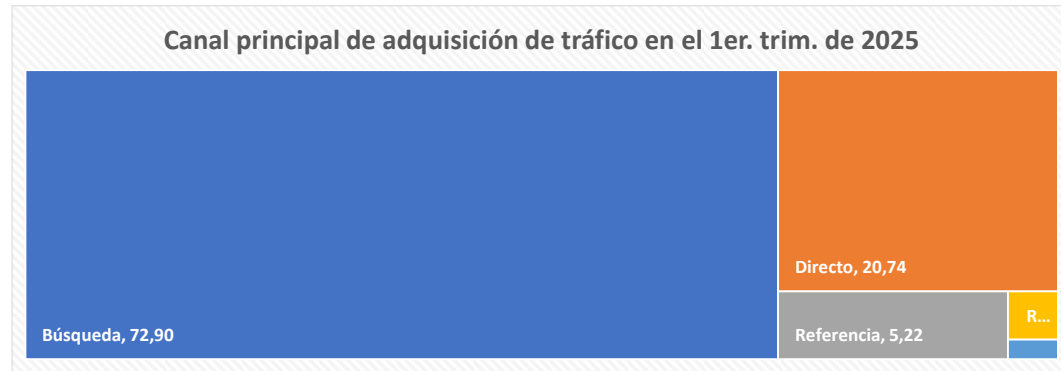 Canal principal de adquisición de tráfico en el 1er. trim. de 2025
Búsqueda, 72,90
Directo, 20,74
Referencia, 5,22
R...